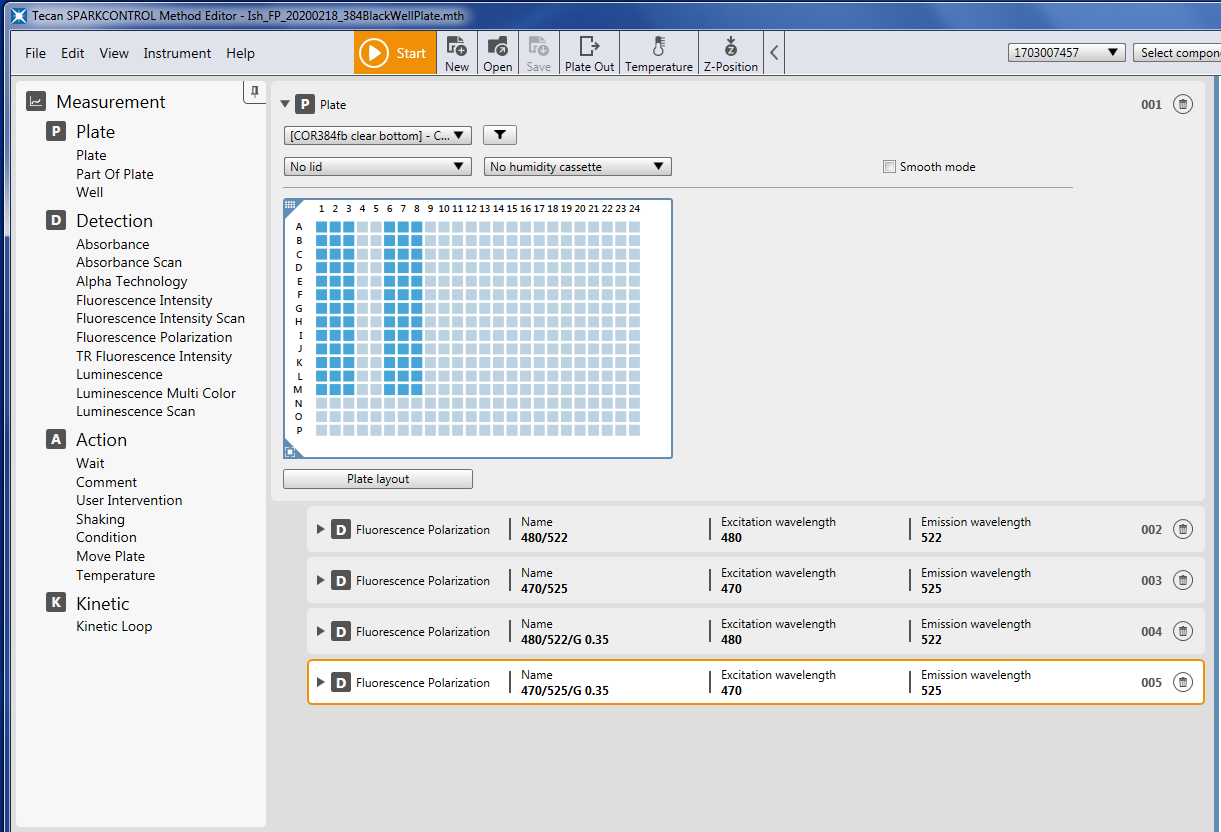 Tecan SPARKCONTROL Method Editor - Ish_FP_20200218_384BlackWellPlate.mth
File Edit View Instrument Help
Start New Open Save Plate Out Temperature Z-Position
1703007457 Select compon
Measurement
P Plate
Plate
Part Of Plate
Well
D Detection
Absorbance
Absorbance Scan
Alpha Technology
Fluorescence Intensity
Fluorescence Intensity Scan
Fluorescence Polarization
TR Fluorescence Intensity
Luminescence
Luminescence Multi Color
Luminescence Scan
A Action
Wait
Comment
User Intervention
Shaking
Condition
Move Plate
Temperature
K Kinetic
Kinetic Loop
P Plate 001
[COR384fb clear bottom] - C...
No lid No humidity cassette Smooth mode
1 2 3 4 5 6 7 8 9 10 11 12 13 14 15 16 17 18 19 20 21 22 23 24
A
B
C
D
E
F
G
H
I
J
K
L
M
N
O
P
Plate layout
D Fluorescence Polarization Name Excitation wavelength Emission wavelength 002
480/522 480 522
D Fluorescence Polarization Name Excitation wavelength Emission wavelength 003
470/525 470 525
D Fluorescence Polarization Name Excitation wavelength Emission wavelength 004
480/522/G 0.35 480 522
D Fluorescence Polarization Name Excitation wavelength Emission wavelength 005
470/525/G 0.35 470 525